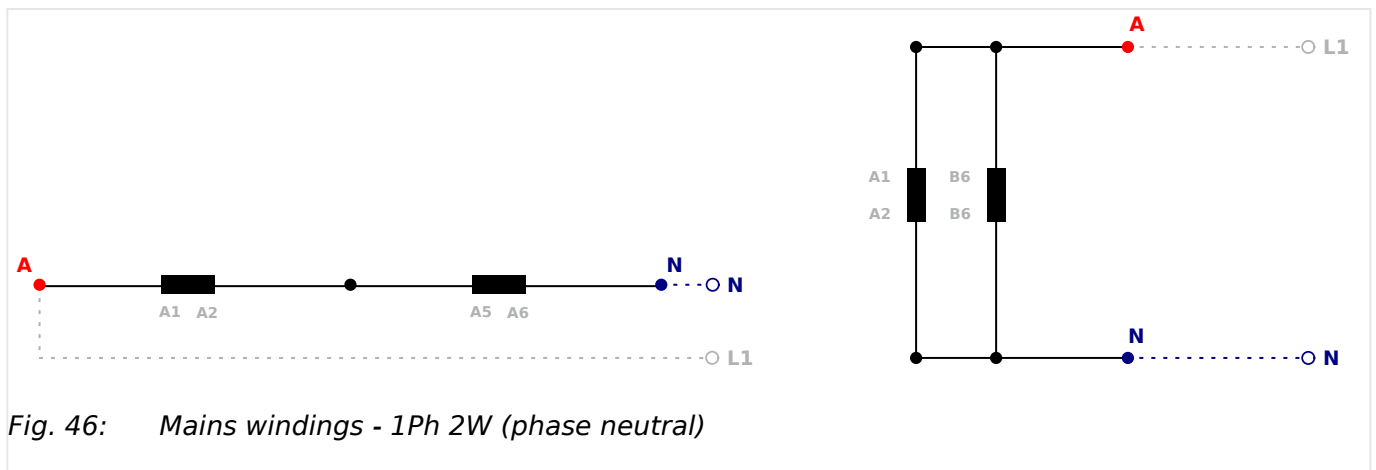 A
L1
A1 B6
A2 B6
A N N
A1 A2 A5 A6
N N
L1
Fig. 46: Mains windings - 1Ph 2W (phase neutral)